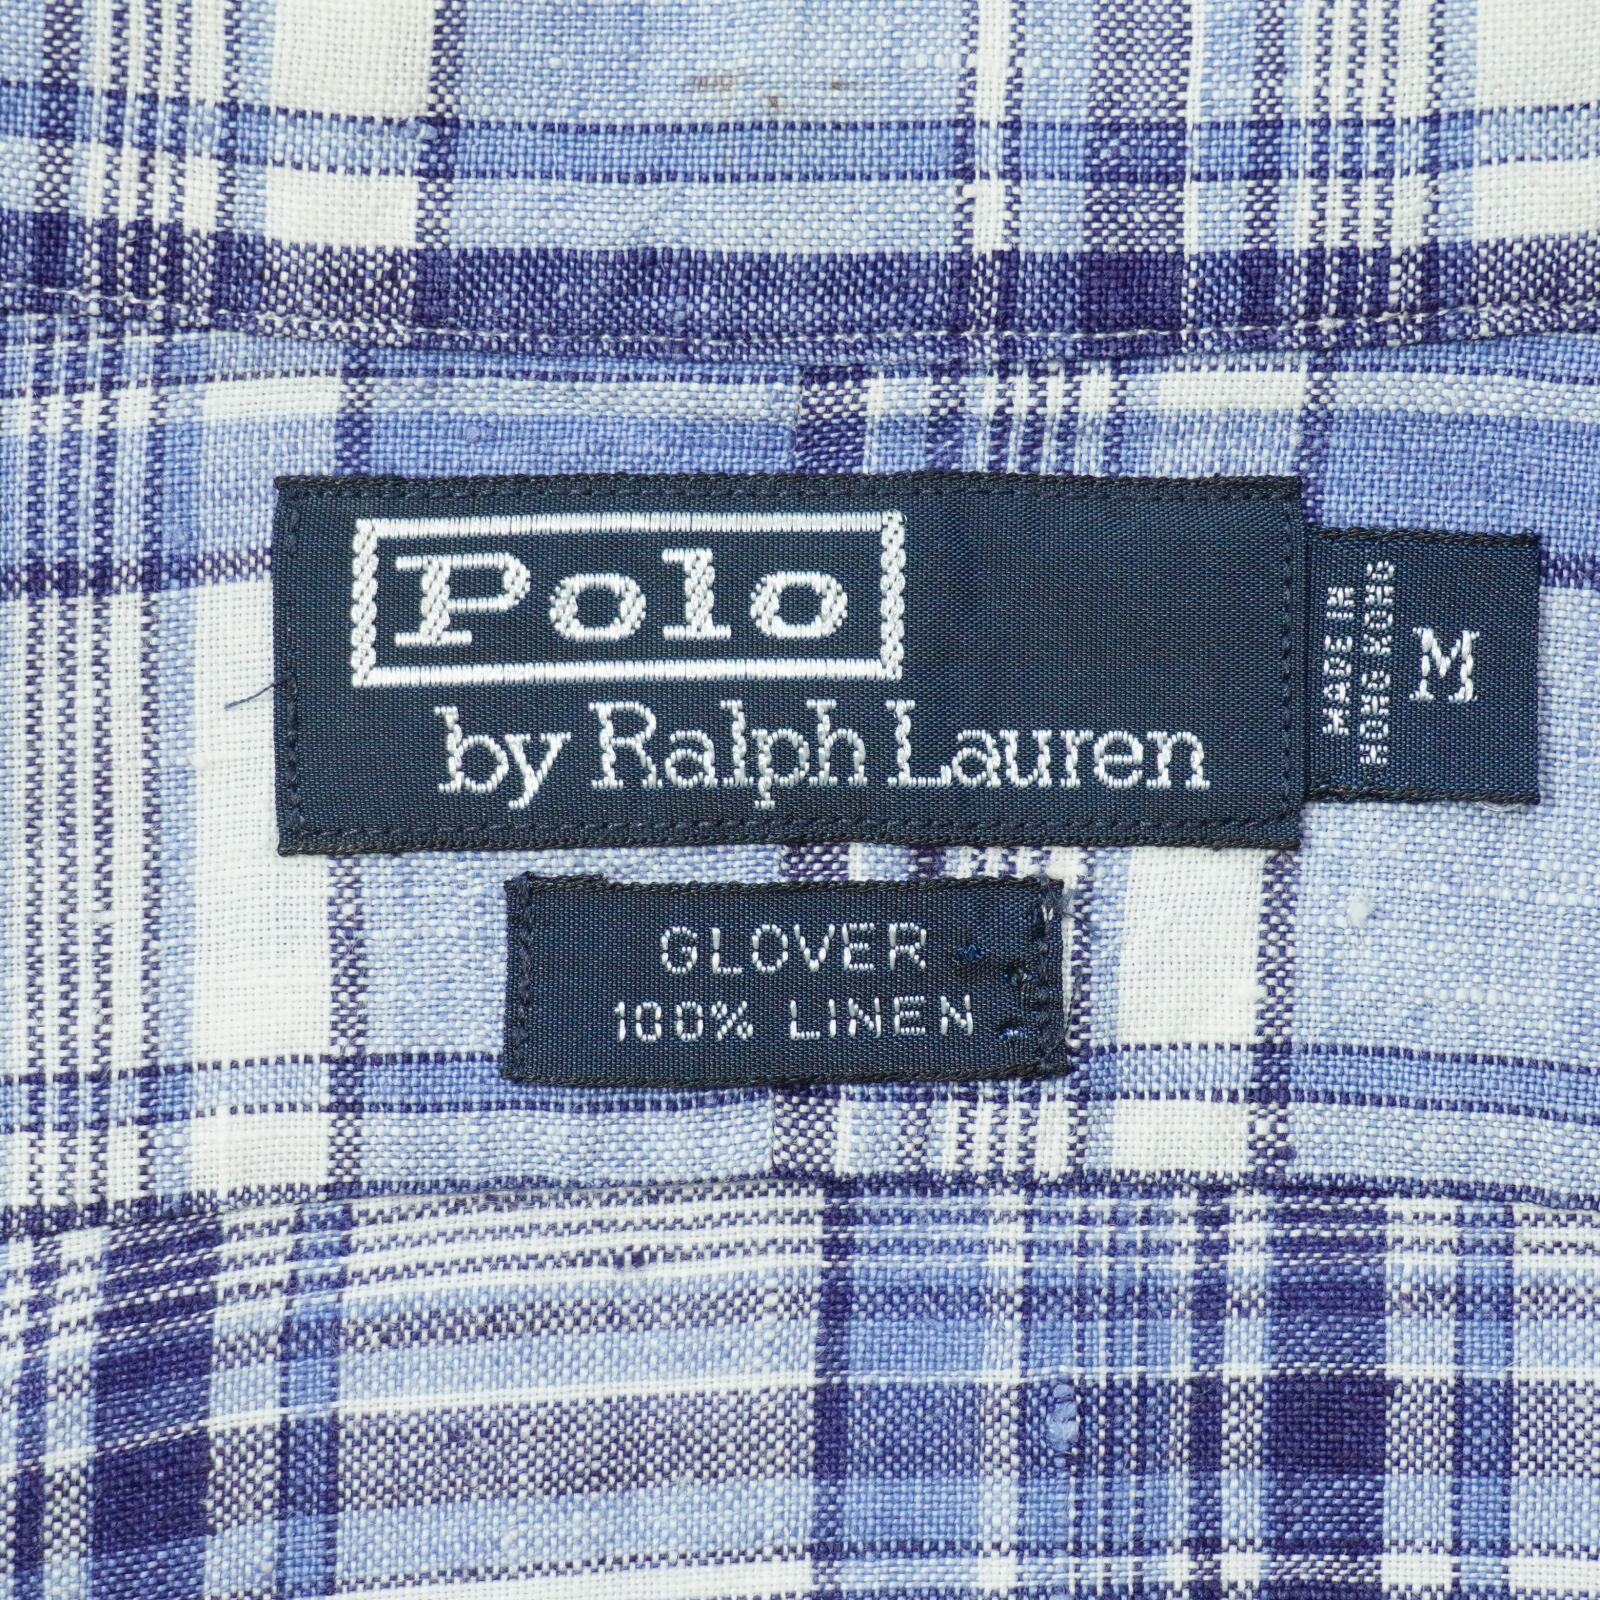 Polo
by Ralph Lauren
MADE IN
HONG KONG
M
GLOVER
100% LINEN